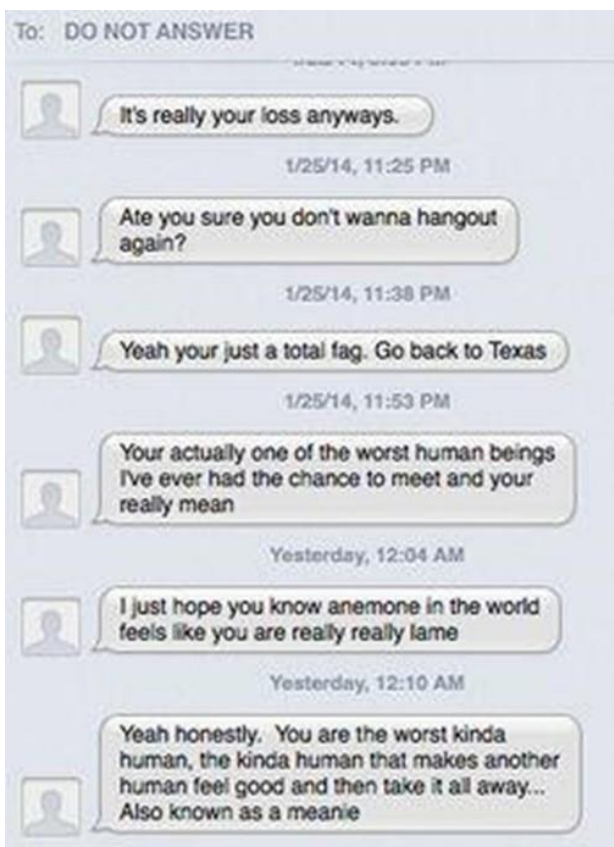 To: DO NOT ANSWER
It's really your loss anyways.
1/25/14, 11:25 PM
Ate you sure you don't wanna hangout
again?
1/25/14, 11:38 PM
Yeah your just a total fag. Go back to Texas
1/25/14, 11:53 PM
Your actually one of the worst human beings
I've ever had the chance to meet and your
really mean
Yesterday, 12:04 AM
I just hope you know anemone in the world
feels like you are really really lame
Yesterday, 12:10 AM
Yeah honestly. You are the worst kinda
human, the kinda human that makes another
human feel good and then take it all away...
Also known as a meanie